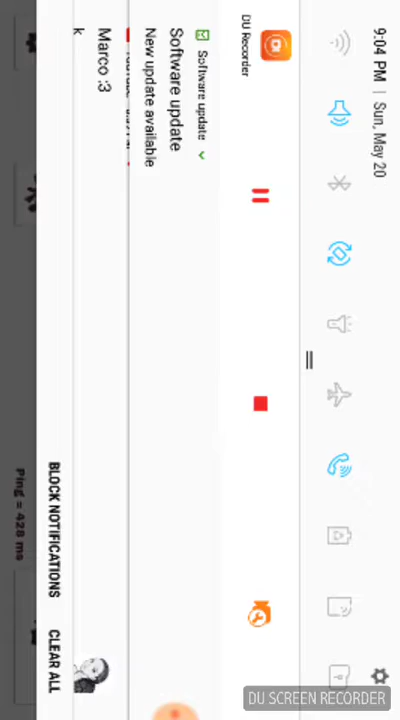 9:04 PM | Sun, May 20
DU Recorder
Software update
Software update
New update available
Marco :3
k
BLOCK NOTIFICATIONS
CLEAR ALL
Ping = 428 ms
DU SCREEN RECORDER